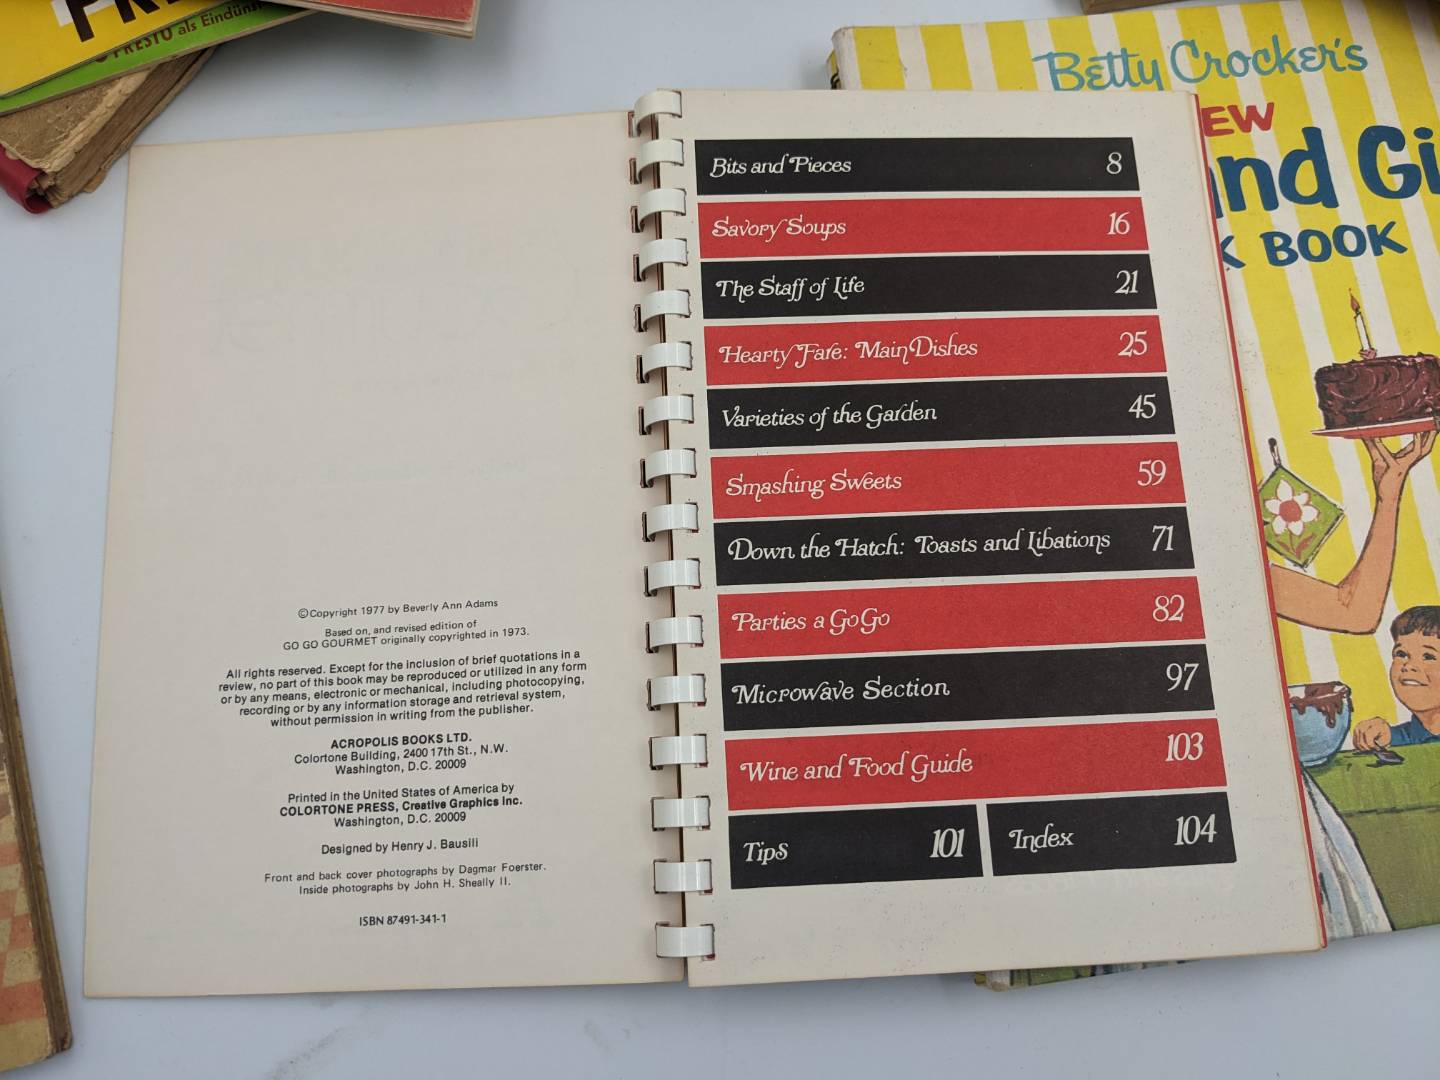 als Eindüns
©Copyright 1977 by Beverly Ann Adams
Based on, and revised edition of
GO GO GOURMET originally copyrighted in 1973.
All rights reserved. Except for the inclusion of brief quotations in a
review, no part of this book may be reproduced or utilized in any form
or by any means, electronic or mechanical, including photocopying,
recording or by any information storage and retrieval system,
without permission in writing from the publisher.
ACROPOLIS BOOKS LTD.
Colortone Building, 2400 17th St., N.W.
Washington, D.C. 20009
Printed in the United States of America by
COLORTONE PRESS, Creative Graphics Inc.
Washington, D.C. 20009
Designed by Henry J. Bausili
Front and back cover photographs by Dagmar Foerster.
Inside photographs by John H. Sheally II.
ISBN 87491-341-1
Bits and Pieces 8
Savory Soups 16
The Staff of Life 21
Hearty Fare: Main Dishes 25
Varieties of the Garden 45
Smashing Sweets 59
Down the Hatch: Toasts and Libations 71
Parties a Go Go 82
Microwave Section 97
Wine and Food Guide 103
Tips 101 Index 104
Betty Crocker's
EW
and Gi
K BOOK